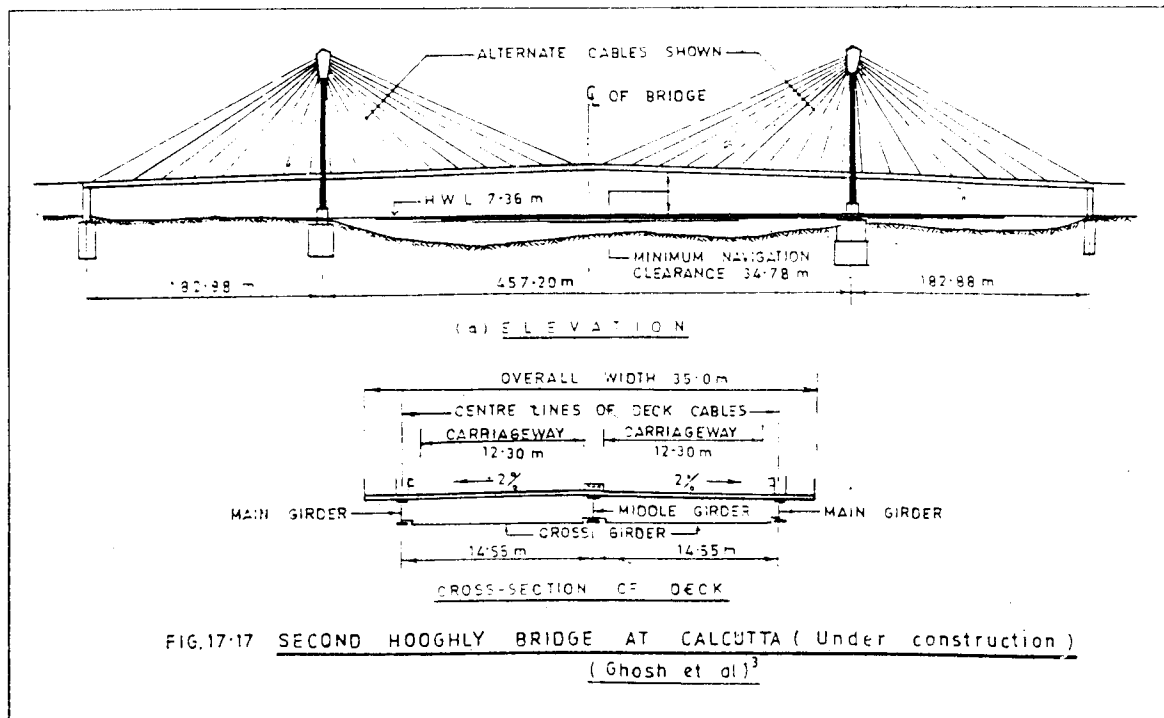 ALTERNATE CABLES SHOWN
℄ OF BRIDGE
H.W.L 7·36 m
MINIMUM NAVIGATION
CLEARANCE 34·78 m
182·88 m
457·20 m
182·88 m
(a) ELEVATION
OVERALL WIDTH 35·0 m
CENTRE LINES OF DECK CABLES
CARRIAGEWAY
12·30 m
CARRIAGEWAY
12·30 m
2%
2%
MAIN GIRDER
MIDDLE GIRDER
MAIN GIRDER
CROSS GIRDER
14·55 m
14·55 m
CROSS-SECTION OF DECK
FIG. 17·17 SECOND HOOGHLY BRIDGE AT CALCUTTA (Under construction)
(Ghosh et al)³